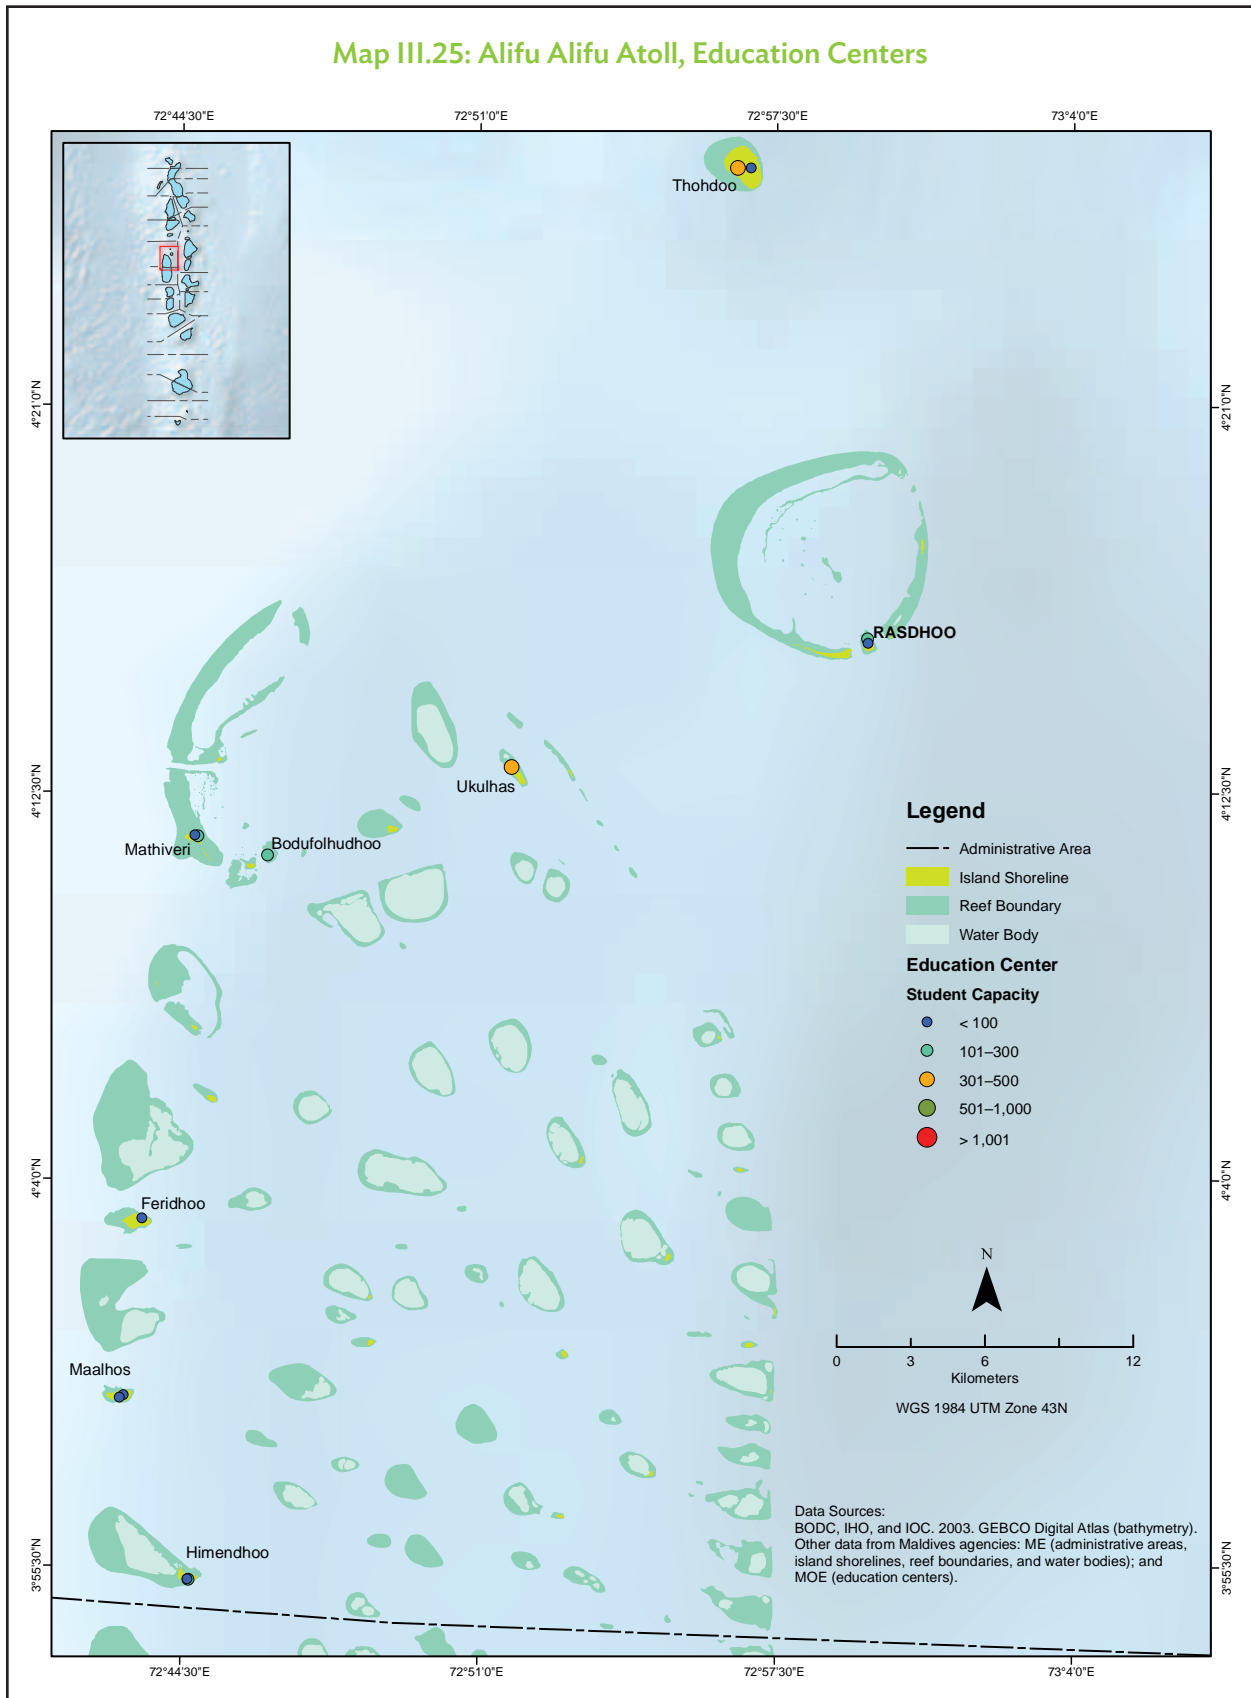 Map III.25: Alifu Alifu Atoll, Education Centers
72°44'30"E
72°51'0"E
72°57'30"E
73°4'0"E
Thohdoo
4°21'0"N
4°21'0"N
RASDHOO
Ukulhas
4°12'30"N
4°12'30"N
Mathiveri
Bodufolhudhoo
Legend
Administrative Area
Island Shoreline
Reef Boundary
Water Body
Education Center
Student Capacity
< 100
101–300
301–500
501–1,000
> 1,001
4°4'0"N
4°4'0"N
Feridhoo
N
0 3 6 12
Kilometers
WGS 1984 UTM Zone 43N
Maalhos
Data Sources:
BODC, IHO, and IOC. 2003. GEBCO Digital Atlas (bathymetry).
Other data from Maldives agencies: ME (administrative areas,
island shorelines, reef boundaries, and water bodies); and
MOE (education centers).
Himendhoo
3°55'30"N
3°55'30"N
72°44'30"E
72°51'0"E
72°57'30"E
73°4'0"E